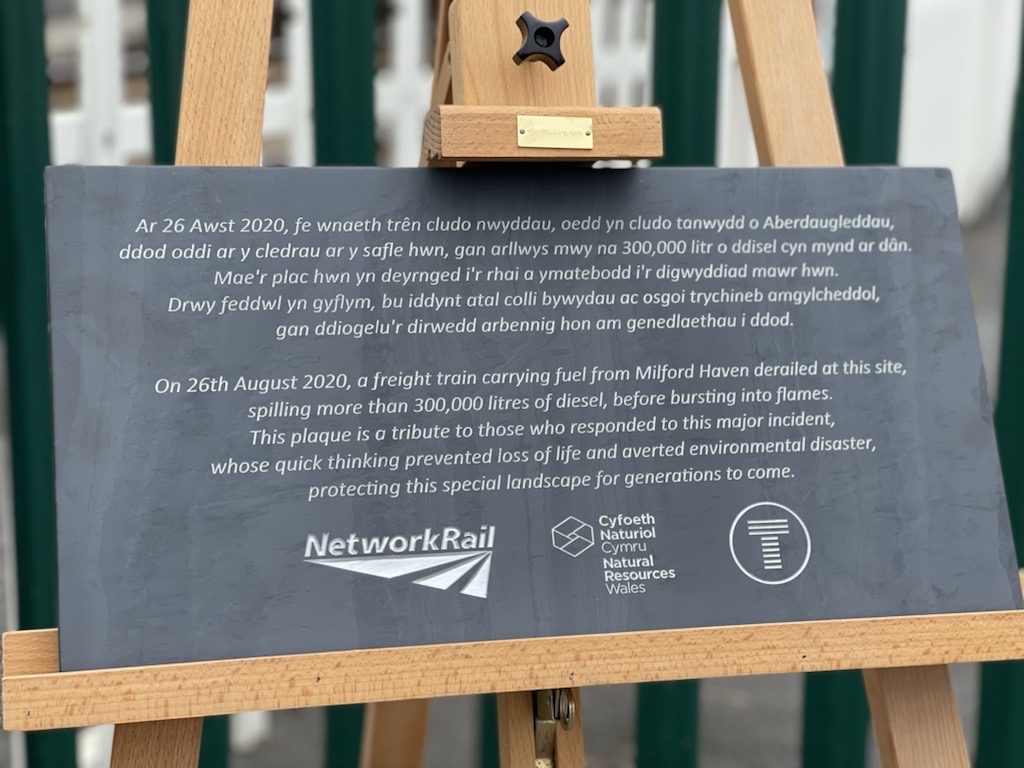 Ar 26 Awst 2020, fe wnaeth trên cludo nwyddau, oedd yn cludo tanwydd o Aberdaugleddau,
ddod oddi ar y cledrau ar y safle hwn, gan arllwys mwy na 300,000 litr o ddisel cyn mynd ar dân.
Mae'r plac hwn yn deyrnged i'r rhai a ymatebodd i'r digwyddiad mawr hwn.
Drwy feddwl yn gyflym, bu iddynt atal colli bywydau ac osgoi trychineb amgylcheddol,
gan ddiogelu'r dirwedd arbennig hon am genedlaethau i ddod.
On 26th August 2020, a freight train carrying fuel from Milford Haven derailed at this site,
spilling more than 300,000 litres of diesel, before bursting into flames.
This plaque is a tribute to those who responded to this major incident,
whose quick thinking prevented loss of life and averted environmental disaster,
protecting this special landscape for generations to come.
NetworkRail
Cyfoeth
Naturiol
Cymru
Natural
Resources
Wales
T